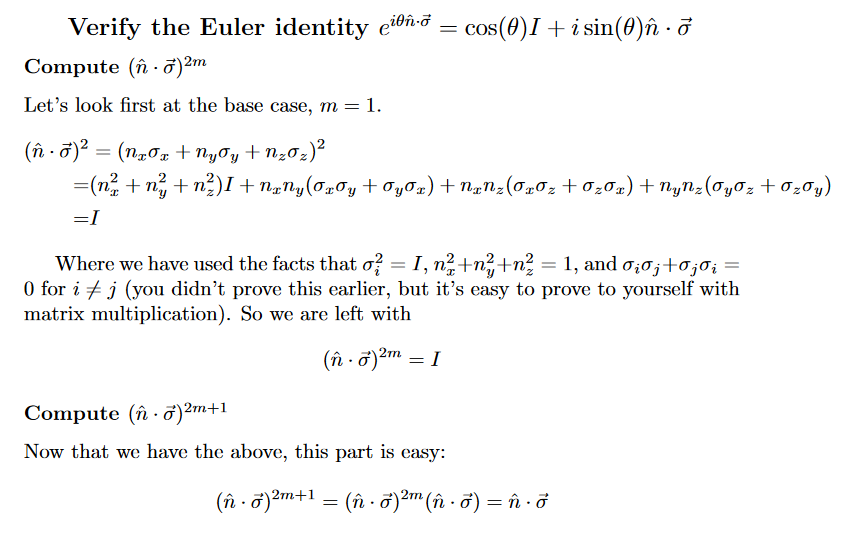 Verify the Euler identity $e^{i\theta\hat{n}\cdot\vec{\sigma}} = \cos(\theta)I + i\sin(\theta)\hat{n}\cdot\vec{\sigma}$
Compute $(\hat{n}\cdot\vec{\sigma})^{2m}$
Let's look first at the base case, $m = 1$.
$(\hat{n}\cdot\vec{\sigma})^2 = (n_x\sigma_x + n_y\sigma_y + n_z\sigma_z)^2$
$=(n_x^2 + n_y^2 + n_z^2)I + n_xn_y(\sigma_x\sigma_y + \sigma_y\sigma_x) + n_xn_z(\sigma_x\sigma_z + \sigma_z\sigma_x) + n_yn_z(\sigma_y\sigma_z + \sigma_z\sigma_y)$
$=I$
Where we have used the facts that $\sigma_i^2 = I$, $n_x^2+n_y^2+n_z^2 = 1$, and $\sigma_i\sigma_j+\sigma_j\sigma_i =$
$0$ for $i \neq j$ (you didn't prove this earlier, but it's easy to prove to yourself with
matrix multiplication). So we are left with
$(\hat{n}\cdot\vec{\sigma})^{2m} = I$
Compute $(\hat{n}\cdot\vec{\sigma})^{2m+1}$
Now that we have the above, this part is easy:
$(\hat{n}\cdot\vec{\sigma})^{2m+1} = (\hat{n}\cdot\vec{\sigma})^{2m}(\hat{n}\cdot\vec{\sigma}) = \hat{n}\cdot\vec{\sigma}$